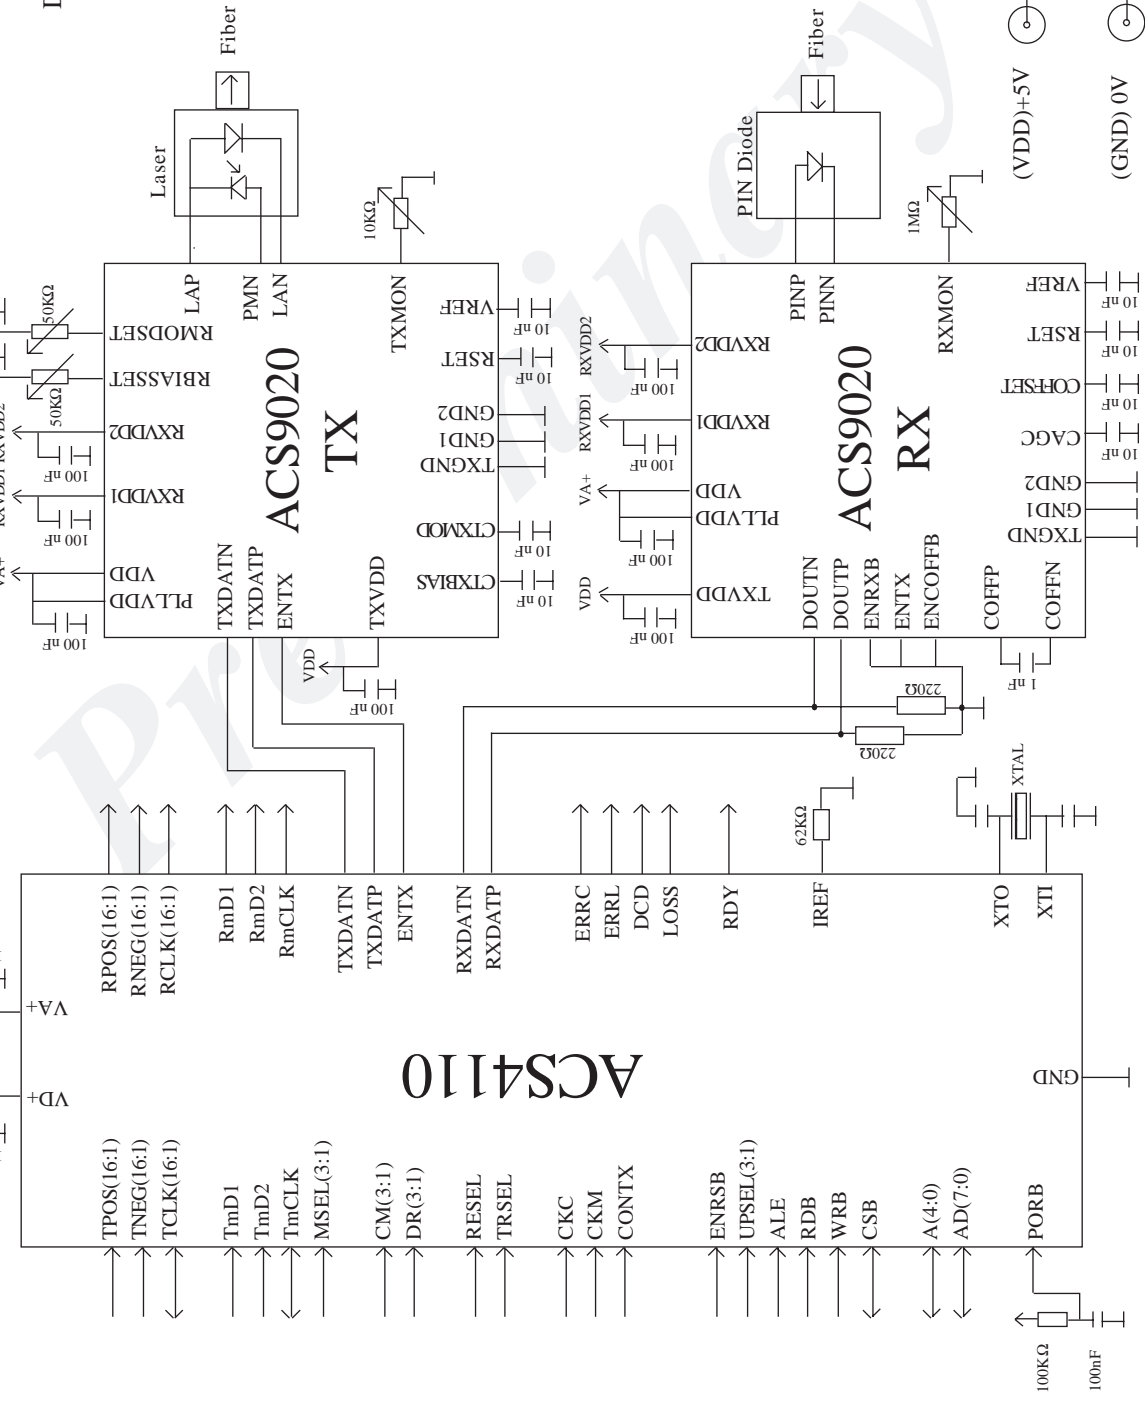 Fiber
Laser
10KΩ
LAP
PMN
LAN
TXMON
50KΩ
RMODSET
50KΩ
RBIASSET
RXVDD2
RXVDD2
100 nF
RXVDD1
RXVDD1
100 nF
VA+
VDD
PLLVDD
100 nF
ACS9020
TX
VREF
10 nF
RSET
10 nF
GND2
GND1
TXGND
CTXMOD
10 nF
CTXBIAS
10 nF
TXDATN
TXDATP
ENTX
TXVDD
VDD
100 nF
Fiber
PIN Diode
1MΩ
PINP
PINN
RXMON
RXVDD2
RXVDD2
100 nF
RXVDD1
RXVDD1
100 nF
VA+
VDD
PLLVDD
100 nF
VDD
TXVDD
100 nF
ACS9020
RX
VREF
10 nF
RSET
10 nF
COFFSET
10 nF
CAGC
10 nF
GND2
GND1
TXGND
DOUTN
DOUTP
ENRXB
ENTX
ENCOFFB
COFFP
COFFN
1 nF
220Ω
220Ω
(VDD)+5V
(GND) 0V
62KΩ
XTAL
RPOS(16:1)
RNEG(16:1)
RCLK(16:1)
RmD1
RmD2
RmCLK
TXDATN
TXDATP
ENTX
RXDATN
RXDATP
ERRC
ERRL
DCD
LOSS
RDY
IREF
XTO
XTI
VA+
VD+
ACS4110
GND
TPOS(16:1)
TNEG(16:1)
TCLK(16:1)
TmD1
TmD2
TmCLK
MSEL(3:1)
CM(3:1)
DR(3:1)
RESEL
TRSEL
CKC
CKM
CONTX
ENRSB
UPSEL(3:1)
ALE
RDB
WRB
CSB
A(4:0)
AD(7:0)
PORB
100KΩ
100nF